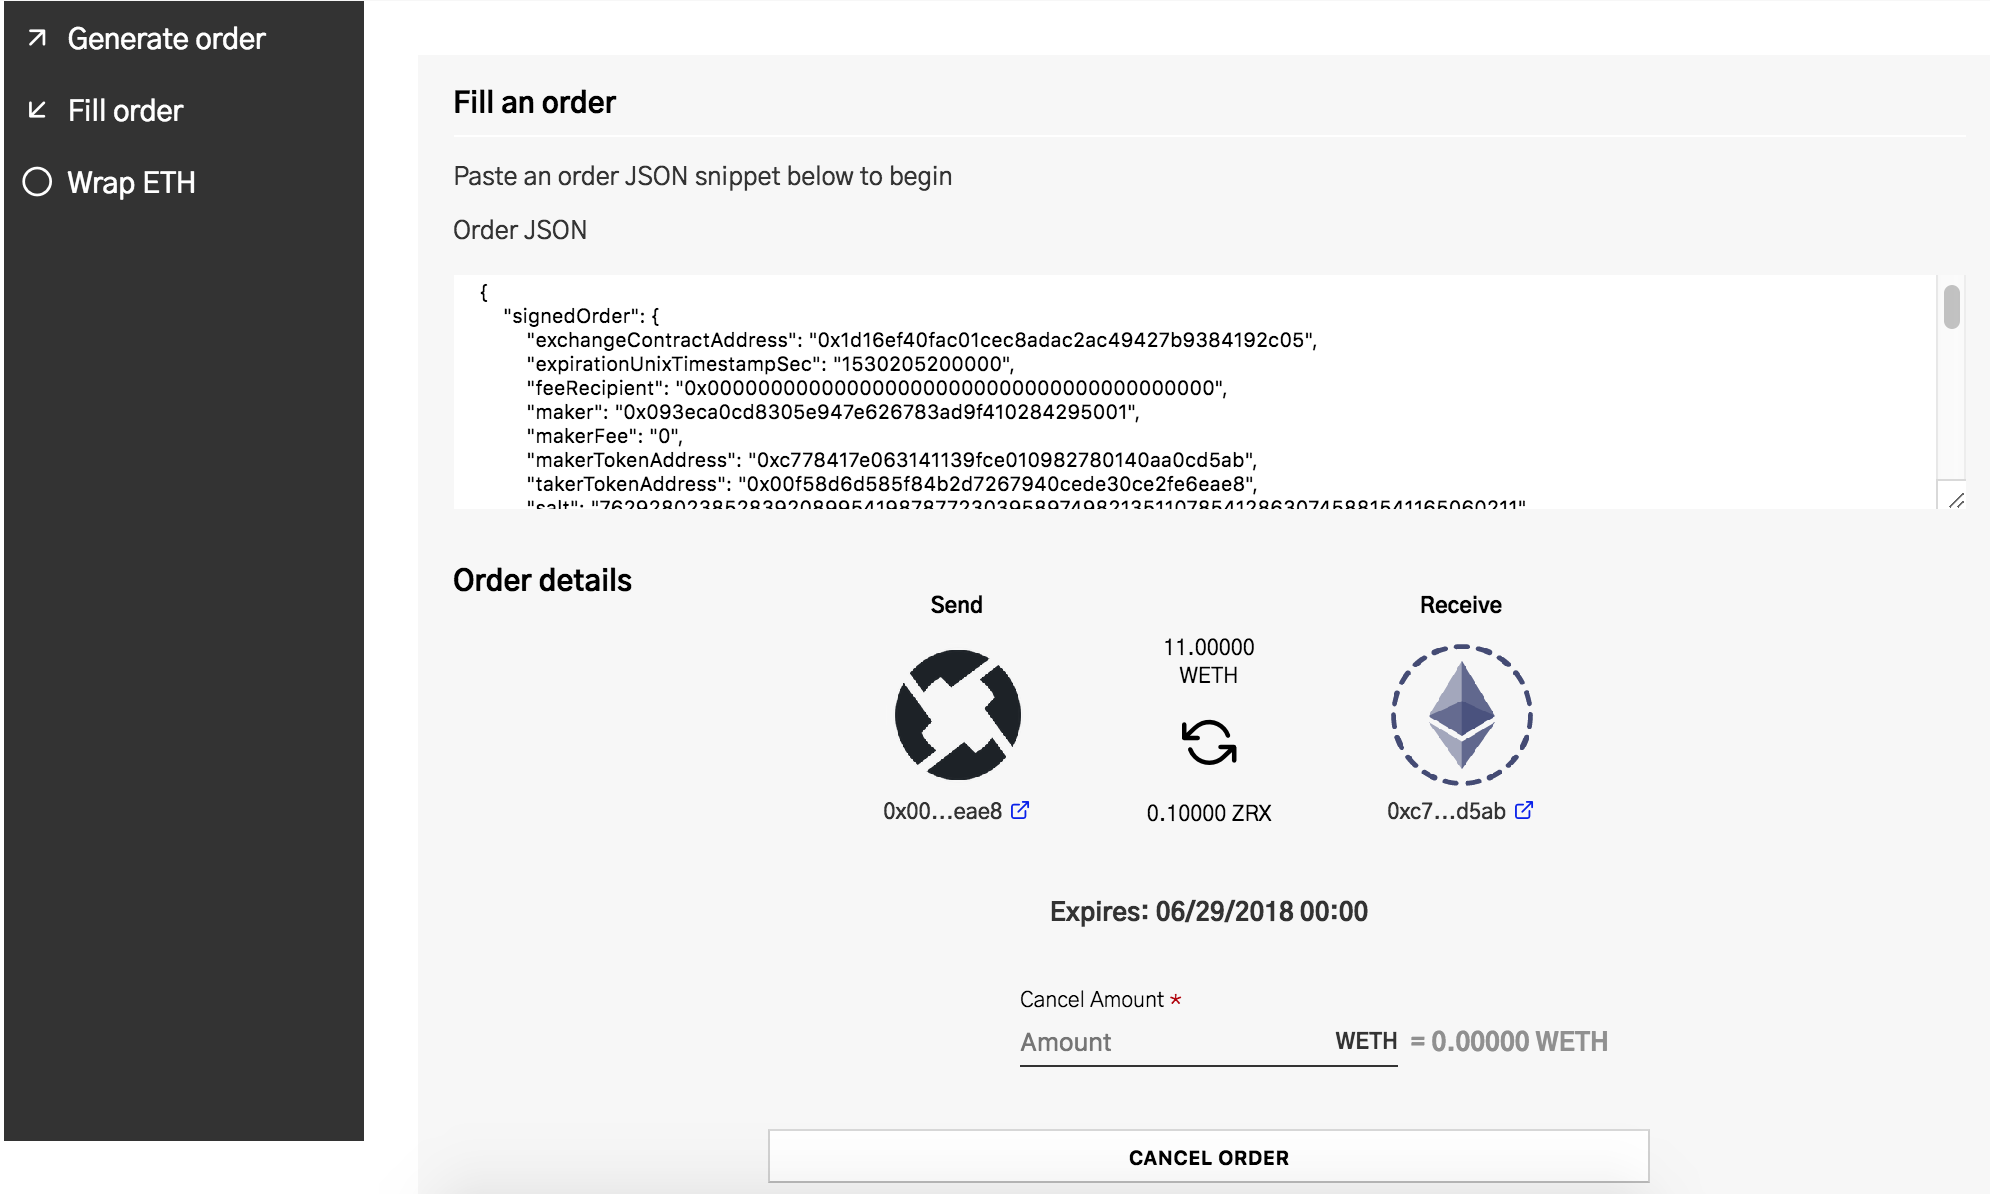 Generate order
Fill order
Wrap ETH
Fill an order
Paste an order JSON snippet below to begin
Order JSON
{
"signedOrder": {
"exchangeContractAddress": "0x1d16ef40fac01cec8adac2ac49427b9384192c05",
"expirationUnixTimestampSec": "1530205200000",
"feeRecipient": "0x0000000000000000000000000000000000000000",
"maker": "0x093eca0cd8305e947e626783ad9f410284295001",
"makerFee": "0",
"makerTokenAddress": "0xc778417e063141139fce010982780140aa0cd5ab",
"takerTokenAddress": "0x00f58d6d585f84b2d7267940cede30ce2fe6eae8",
"salt":
Order details
Send
Receive
11.00000
WETH
0x00...eae8
0.10000 ZRX
0xc7...d5ab
Expires: 06/29/2018 00:00
Cancel Amount *
Amount WETH = 0.00000 WETH
CANCEL ORDER